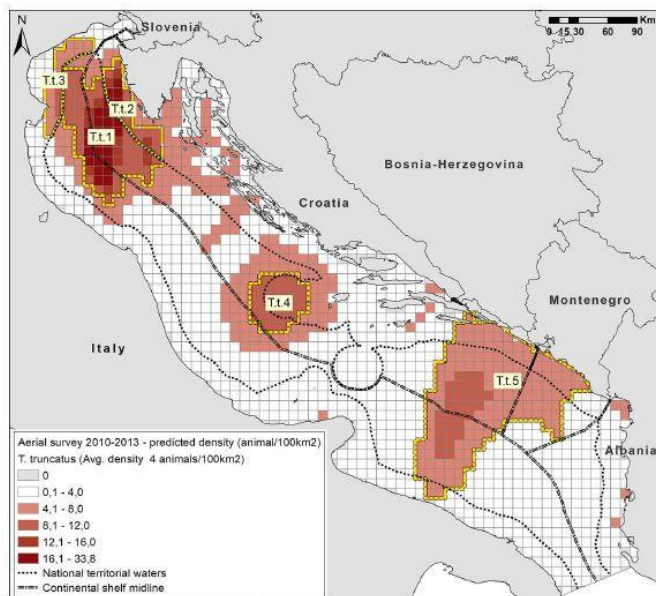 N
Slovenia
Km
0 15 30 60 90
T.t.3
T.t.2
T.t.1
Bosnia-Herzegovina
Croatia
Montenegro
T.t.4
Italy
T.t.5
Albania
Aerial survey 2010-2013 - predicted density (animal/100km2)
T. truncatus (Avg. density 4 animals/100km2)
0
0,1 - 4,0
4,1 - 8,0
8,1 - 12,0
12,1 - 16,0
16,1 - 33,8
National territorial waters
Continental shelf midline